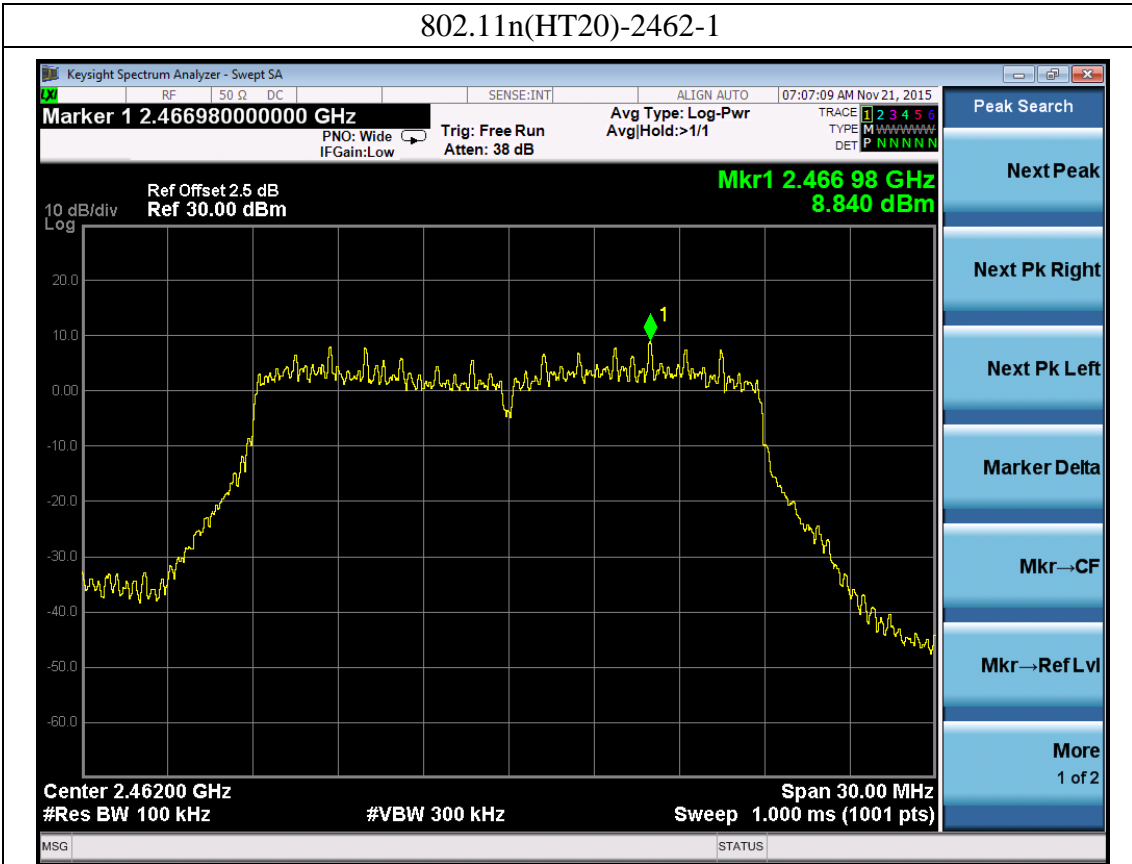 802.11n(HT20)-2462-1
Keysight Spectrum Analyzer - Swept SA
LXI RF 50 Ω DC SENSE:INT ALIGN AUTO 07:07:09 AM Nov 21, 2015
Marker 1 2.466980000000 GHz
PNO: Wide
IFGain:Low
Trig: Free Run
Atten: 38 dB
Avg Type: Log-Pwr
Avg|Hold:>1/1
TRACE 1 2 3 4 5 6
TYPE M WWWWW
DET P N N N N N
Mkr1 2.466 98 GHz
8.840 dBm
Ref Offset 2.5 dB
10 dB/div Ref 30.00 dBm
Log
20.0
10.0
0.00
-10.0
-20.0
-30.0
-40.0
-50.0
-60.0
1
Center 2.46200 GHz Span 30.00 MHz
#Res BW 100 kHz #VBW 300 kHz Sweep 1.000 ms (1001 pts)
MSG STATUS
Peak Search
Next Peak
Next Pk Right
Next Pk Left
Marker Delta
Mkr→CF
Mkr→Ref Lvl
More
1 of 2